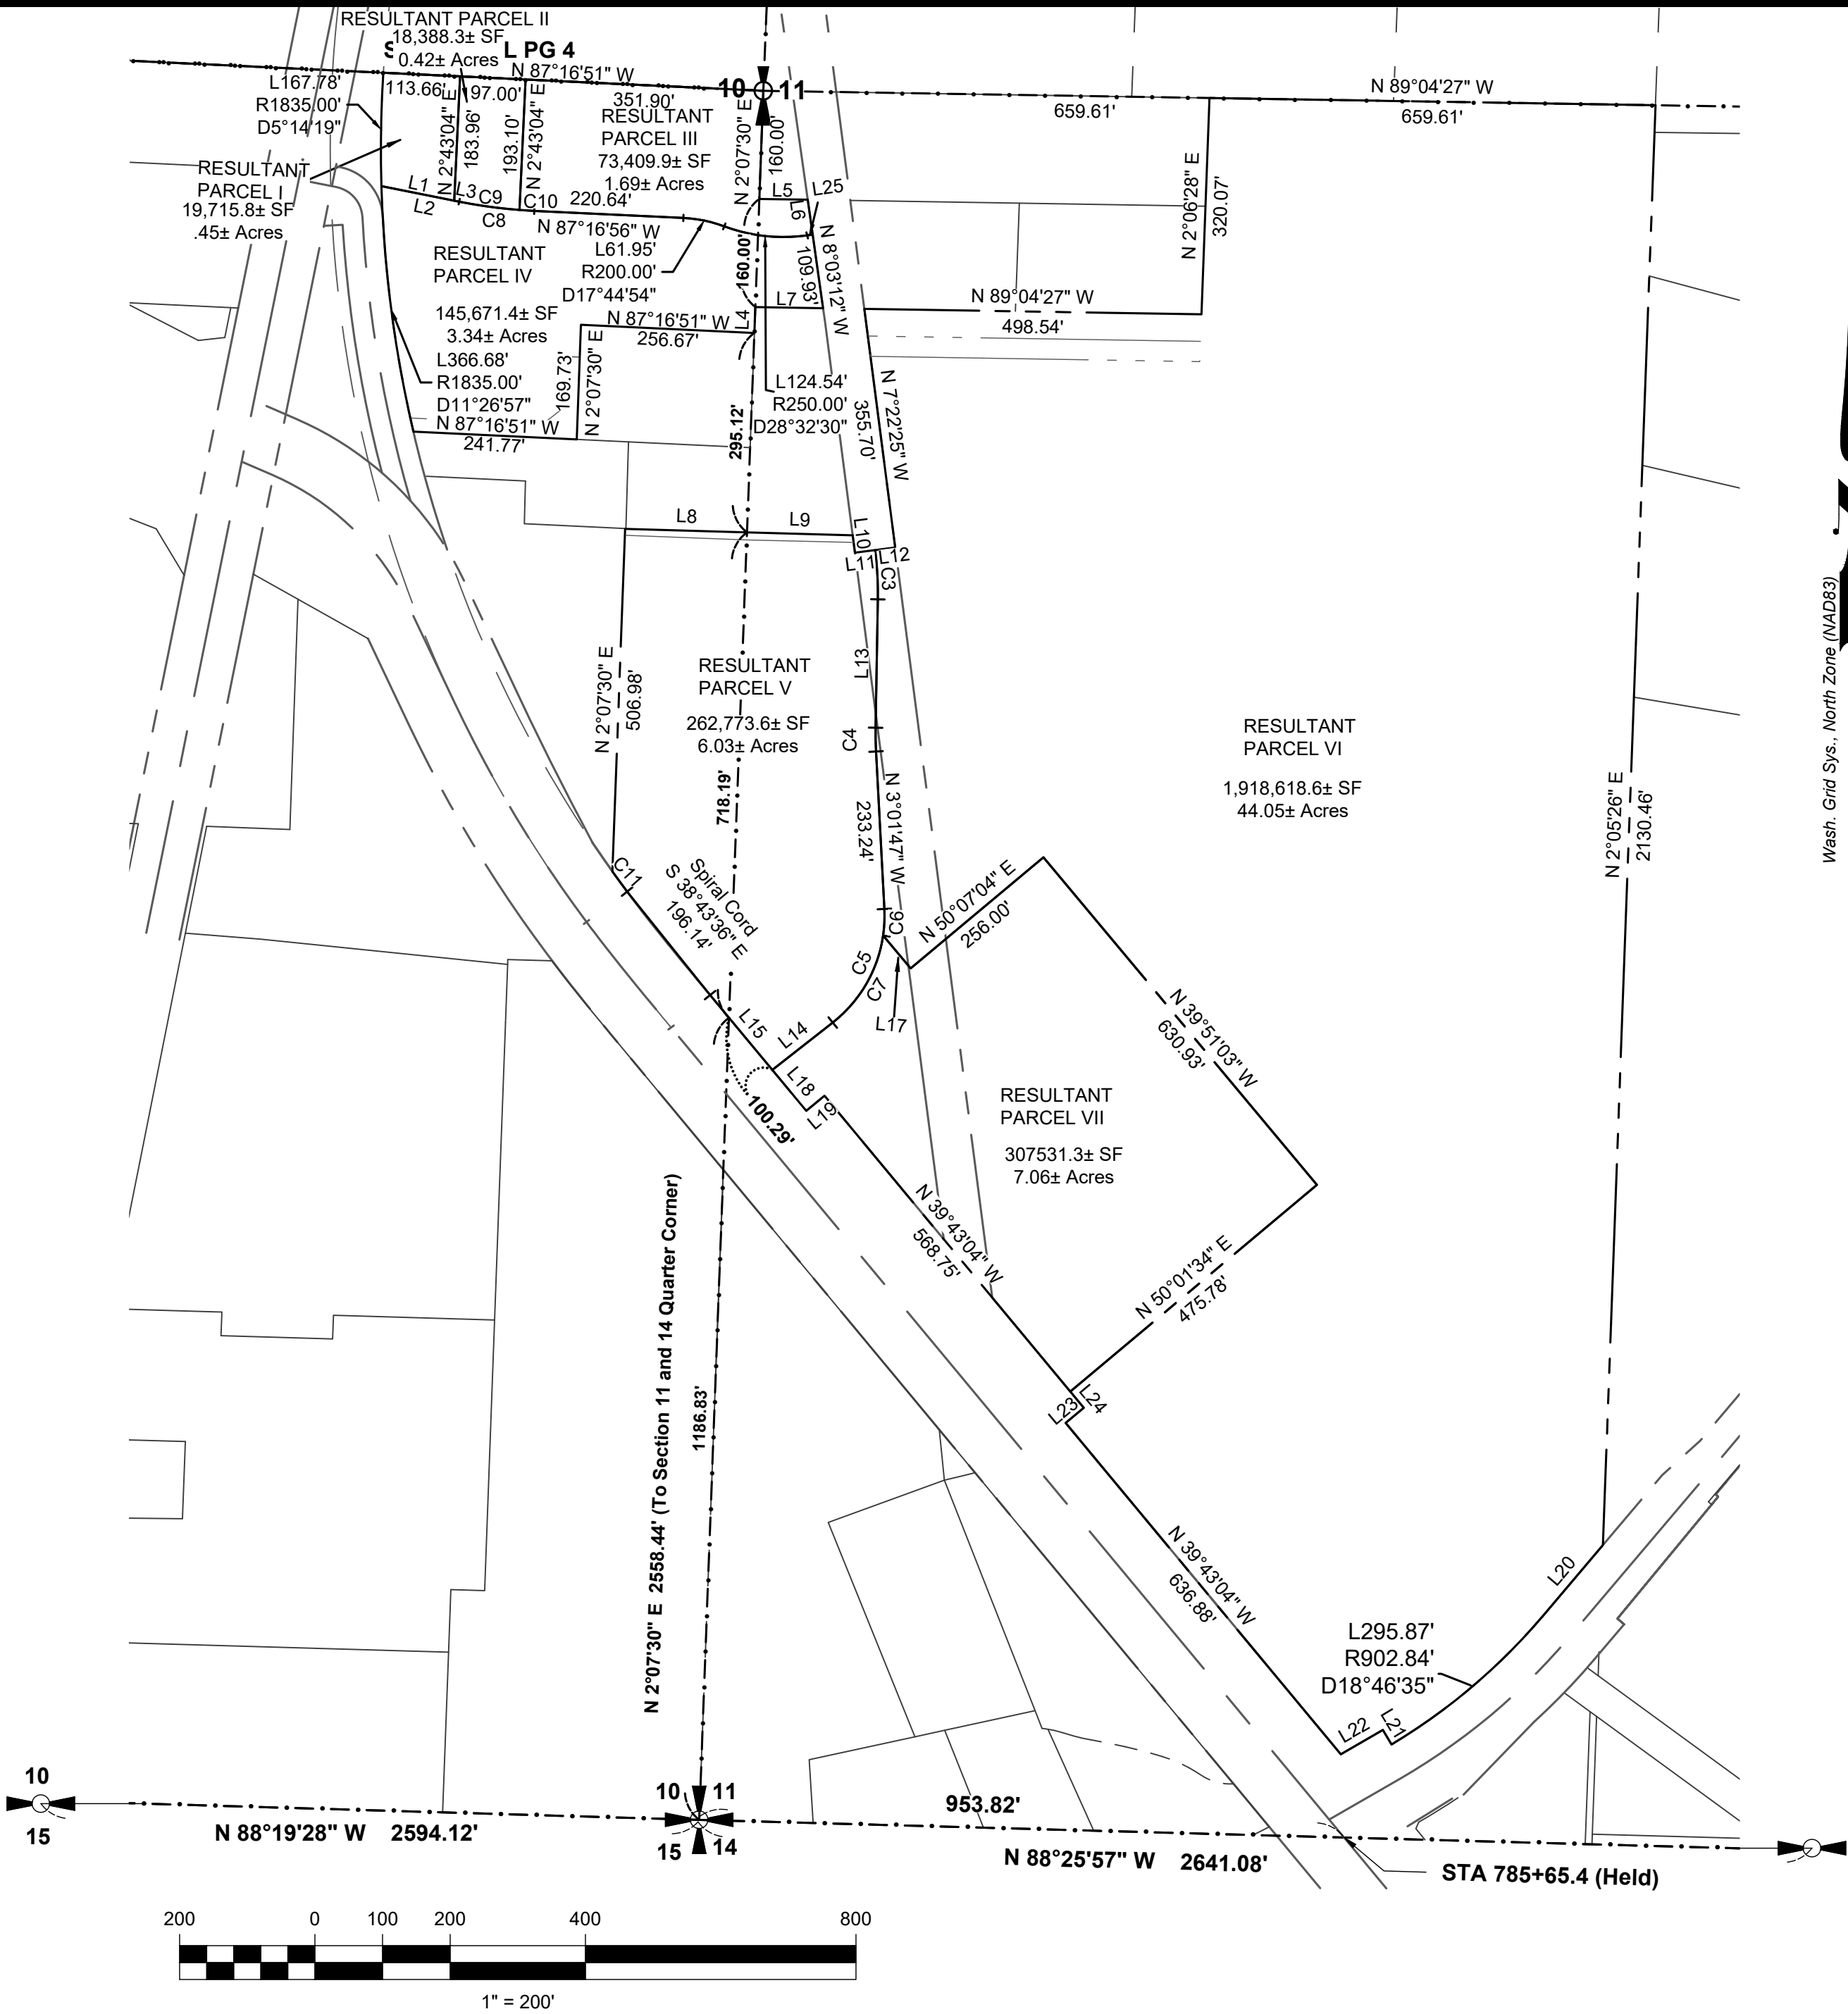 RESULTANT PARCEL II
18,388.3± SF
0.42± Acres
S
L PG 4
N 87°16'51" W
L167.78'
R1835.00'
D5°14'19"
113.66'
97.00'
351.90'
10
11
N 89°04'27" W
659.61'
659.61'
N 2°43'04" E
183.96'
193.10'
N 2°43'04" E
RESULTANT
PARCEL III
73,409.9± SF
1.69± Acres
N 2°07'30" E
160.00'
RESULTANT
PARCEL I
19,715.8± SF
.45± Acres
L1
L2
L3
C9
C8
C10
220.64'
N 87°16'56" W
L5
L25
L6
N 2°06'28" E
320.07'
RESULTANT
PARCEL IV
145,671.4± SF
3.34± Acres
L61.95'
R200.00'
D17°44'54"
160.00'
109.93'
N 8°03'12" W
L7
L4
N 89°04'27" W
498.54'
N 87°16'51" W
256.67'
L366.68'
R1835.00'
D11°26'57"
169.73'
N 2°07'30" E
L124.54'
R250.00'
D28°32'30"
N 7°22'25" W
355.70'
N 87°16'51" W
241.77'
295.12'
L8
L9
L10
L11
L12
C3
Wash. Grid Sys., North Zone (NAD83)
N 2°07'30" E
506.98'
RESULTANT
PARCEL V
262,773.6± SF
6.03± Acres
L13
C4
718.19'
RESULTANT
PARCEL VI
1,918,618.6± SF
44.05± Acres
N 3°01'47" W
233.24'
N 2°05'26" E
2130.46'
C11
Spiral Cord
S 38°43'36" E
196.14'
C6
C5
C7
N 50°07'04" E
256.00'
L17
L15
L14
L18
L19
100.29'
N 39°51'03" W
630.93'
RESULTANT
PARCEL VII
307531.3± SF
7.06± Acres
N 39°43'04" W
568.75'
N 50°01'34" E
475.78'
N 2°07'30" E 2558.44' (To Section 11 and 14 Quarter Corner)
1186.83'
L24
L23
N 39°43'04" W
636.88'
L20
L295.87'
R902.84'
D18°46'35"
L22
L21
10
15
N 88°19'28" W 2594.12'
10
11
15
14
953.82'
N 88°25'57" W 2641.08'
STA 785+65.4 (Held)
200
0
100
200
400
800
1" = 200'